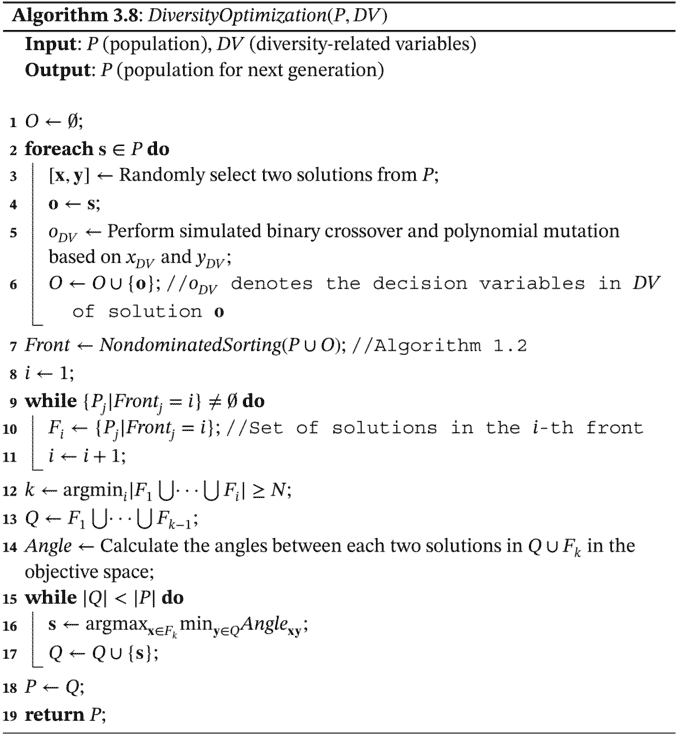 Algorithm 3.8: DiversityOptimization(P, DV)
Input: P (population), DV (diversity-related variables)
Output: P (population for next generation)
1 O ← ∅;
2 foreach s ∈ P do
3 [x, y] ← Randomly select two solutions from P;
4 o ← s;
5 o_DV ← Perform simulated binary crossover and polynomial mutation
based on x_DV and y_DV;
6 O ← O ∪ {o}; //o_DV denotes the decision variables in DV
of solution o
7 Front ← NondominatedSorting(P ∪ O); //Algorithm 1.2
8 i ← 1;
9 while {P_j|Front_j = i} ≠ ∅ do
10 F_i ← {P_j|Front_j = i}; //Set of solutions in the i-th front
11 i ← i + 1;
12 k ← argmin_i|F_1 ⋃ ··· ⋃ F_i| ≥ N;
13 Q ← F_1 ⋃ ··· ⋃ F_{k−1};
14 Angle ← Calculate the angles between each two solutions in Q ∪ F_k in the
objective space;
15 while |Q| < |P| do
16 s ← argmax_{x∈F_k} min_{y∈Q} Angle_{xy};
17 Q ← Q ∪ {s};
18 P ← Q;
19 return P;